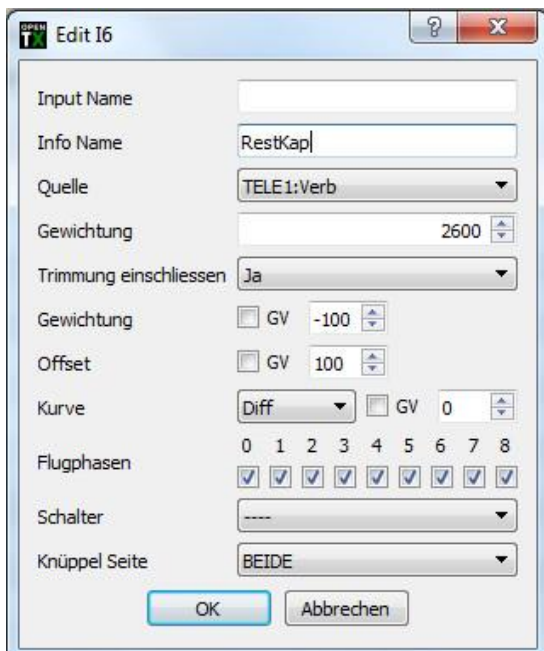 OPEN
TX
Edit I6
?
X
Input Name
Info Name RestKap
Quelle TELE1:Verb
Gewichtung 2600
Trimmung einschliessen Ja
Gewichtung GV -100
Offset GV 100
Kurve Diff GV 0
0 1 2 3 4 5 6 7 8
Flugphasen
Schalter ----
Knüppel Seite BEIDE
OK Abbrechen